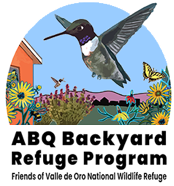 ABQ Backyard
Refuge Program
Friends of Valle de Oro National Wildlife Refuge